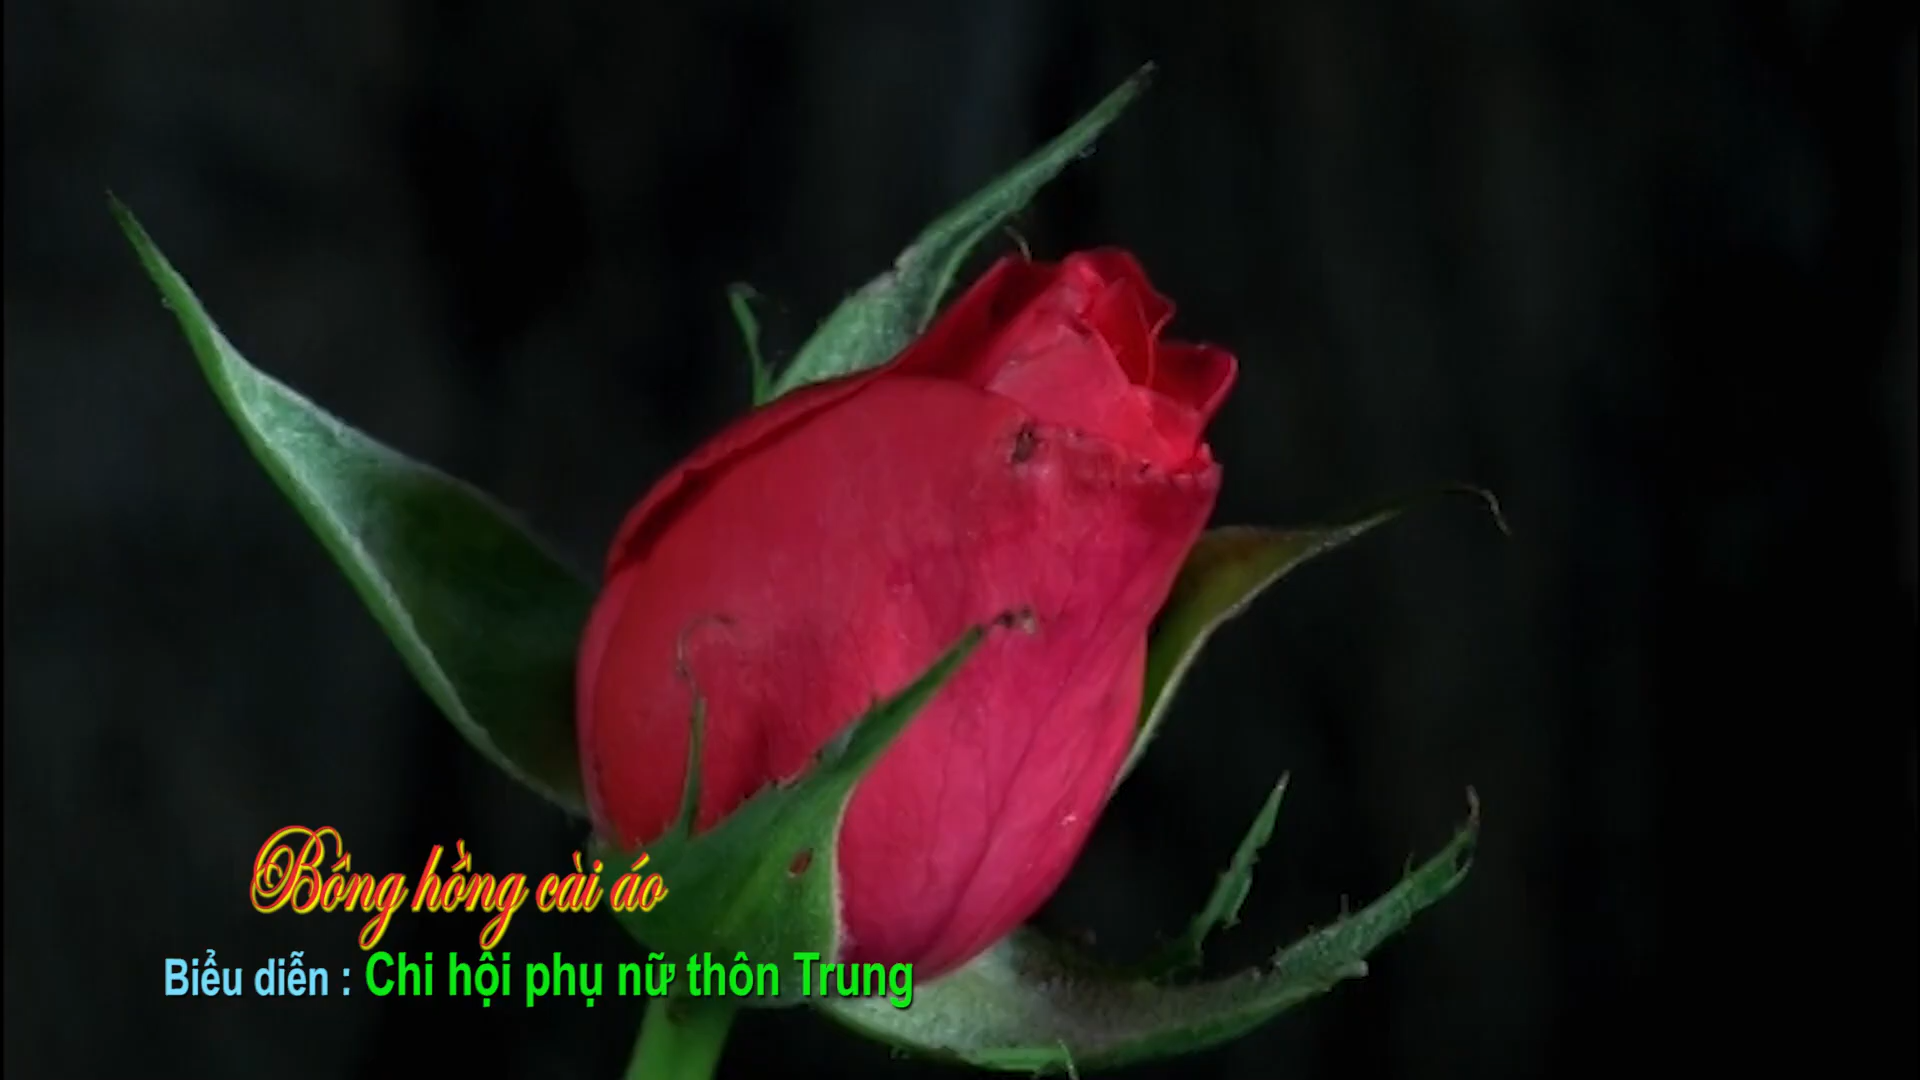 Bông hồng cài áo
Biểu diễn : Chi hội phụ nữ thôn Trung